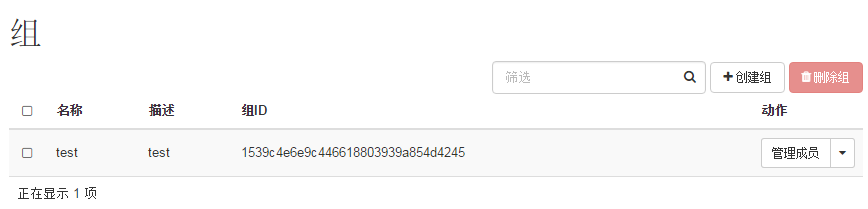 组
筛选 创建组 删除组
名称 描述 组ID 动作
test test 1539c4e6e9c446618803939a854d4245 管理成员
正在显示 1 项